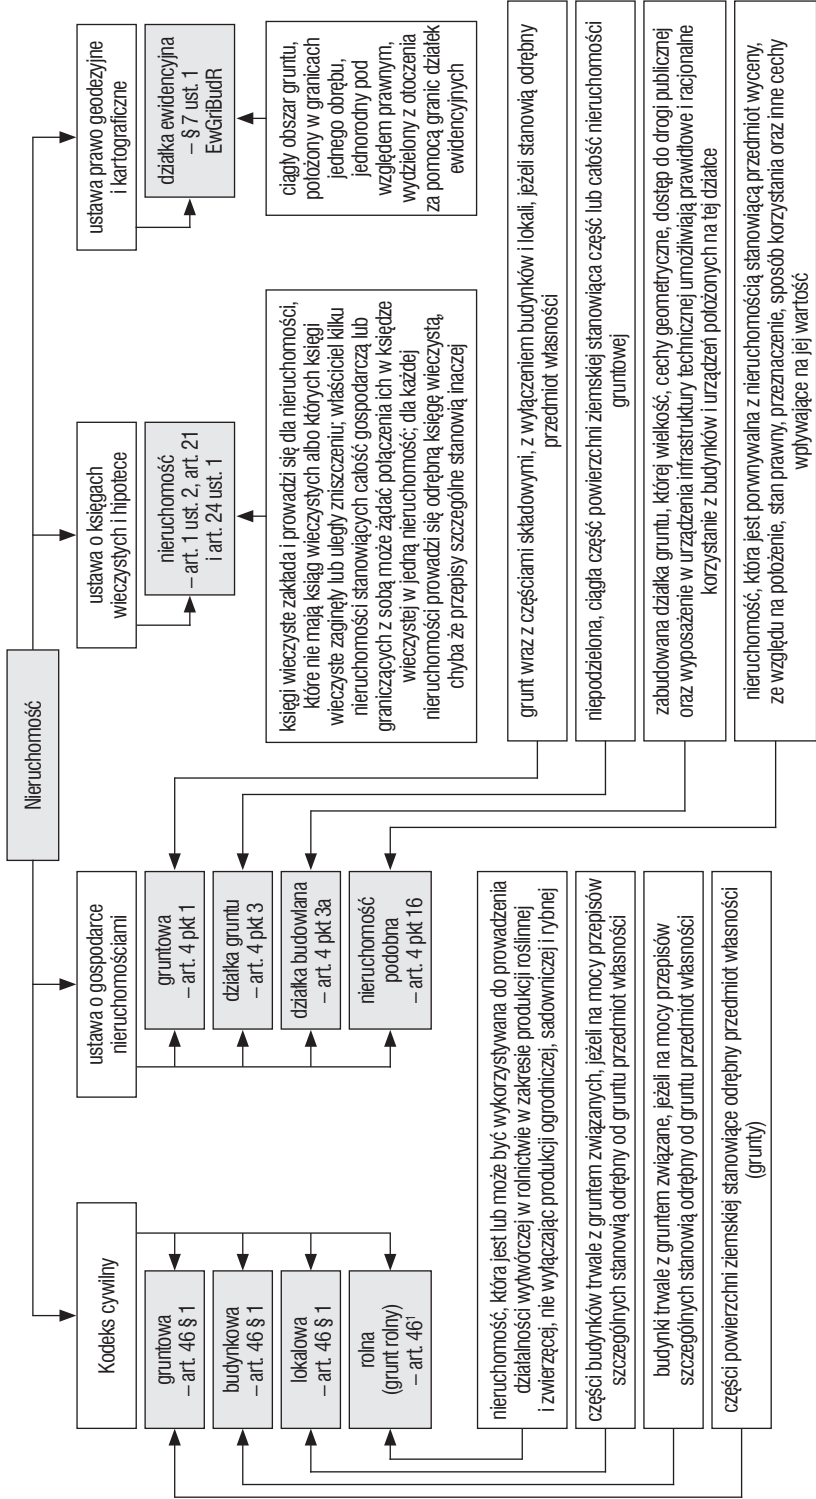 Nieruchomość
Kodeks cywilny
gruntowa
– art. 46 § 1
budynkowa
– art. 46 § 1
lokalowa
– art. 46 § 1
rolna
(grunt rolny)
– art. 46¹
nieruchomość, która jest lub może być wykorzystywana do prowadzenia
działalności wytwórczej w rolnictwie w zakresie produkcji roślinnej
i zwierzęcej, nie wyłączając produkcji ogrodniczej, sadowniczej i rybnej
części budynków trwale z gruntem związanych, jeżeli na mocy przepisów
szczególnych stanowią odrębny od gruntu przedmiot własności
budynki trwale z gruntem związane, jeżeli na mocy przepisów
szczególnych stanowią odrębny od gruntu przedmiot własności
części powierzchni ziemskiej stanowiące odrębny przedmiot własności
(grunty)
ustawa o gospodarce
nieruchomościami
gruntowa
– art. 4 pkt 1
działka gruntu
– art. 4 pkt 3
działka budowlana
– art. 4 pkt 3a
nieruchomość
podobna
– art. 4 pkt 16
grunt wraz z częściami składowymi, z wyłączeniem budynków i lokali, jeżeli stanowią odrębny
przedmiot własności
niepodzielona, ciągła część powierzchni ziemskiej stanowiąca część lub całość nieruchomości
gruntowej
zabudowana działka gruntu, której wielkość, cechy geometryczne, dostęp do drogi publicznej
oraz wyposażenie w urządzenia infrastruktury technicznej umożliwiają prawidłowe i racjonalne
korzystanie z budynków i urządzeń położonych na tej działce
nieruchomość, która jest porównywalna z nieruchomością stanowiącą przedmiot wyceny,
ze względu na położenie, stan prawny, przeznaczenie, sposób korzystania oraz inne cechy
wpływające na jej wartość
ustawa o księgach
wieczystych i hipotece
nieruchomość
– art. 1 ust. 2, art. 21
i art. 24 ust. 1
księgi wieczyste zakłada i prowadzi się dla nieruchomości,
które nie mają ksiąg wieczystych albo których księgi
wieczyste zaginęły lub uległy zniszczeniu; właściciel kilku
nieruchomości stanowiących całość gospodarczą lub
graniczących z sobą może żądać połączenia ich w księdze
wieczystej w jedną nieruchomość; dla każdej
nieruchomości prowadzi się odrębną księgę wieczystą,
chyba że przepisy szczególne stanowią inaczej
ustawa prawo geodezyjne
i kartograficzne
działka ewidencyjna
– § 7 ust. 1
EwGriBudR
ciągły obszar gruntu,
położony w granicach
jednego obrębu,
jednorodny pod
względem prawnym,
wydzielony z otoczenia
za pomocą granic działek
ewidencyjnych